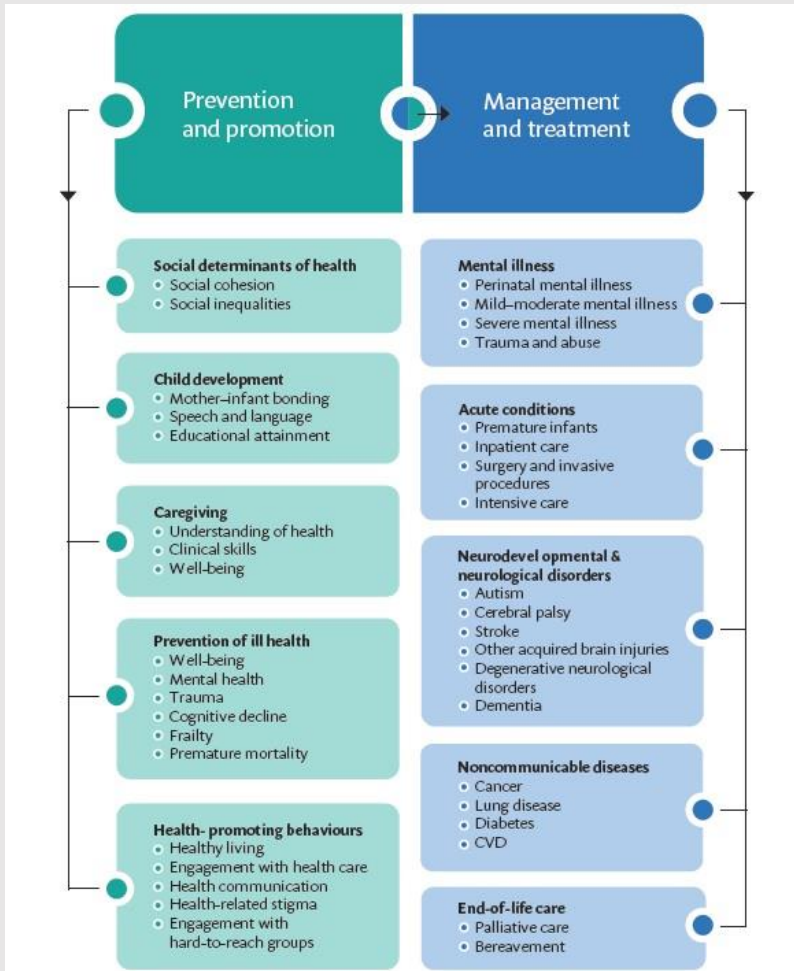 Prevention
and promotion
Management
and treatment
Social determinants of health
Social cohesion
Social inequalities
Child development
Mother–infant bonding
Speech and language
Educational attainment
Caregiving
Understanding of health
Clinical skills
Well-being
Prevention of ill health
Well-being
Mental health
Trauma
Cognitive decline
Frailty
Premature mortality
Health- promoting behaviours
Healthy living
Engagement with health care
Health communication
Health-related stigma
Engagement with
hard-to-reach groups
Mental illness
Perinatal mental illness
Mild–moderate mental illness
Severe mental illness
Trauma and abuse
Acute conditions
Premature infants
Inpatient care
Surgery and invasive
procedures
Intensive care
Neurodevel opmental &
neurological disorders
Autism
Cerebral palsy
Stroke
Other acquired brain injuries
Degenerative neurological
disorders
Dementia
Noncommunicable diseases
Cancer
Lung disease
Diabetes
CVD
End-of-life care
Palliative care
Bereavement